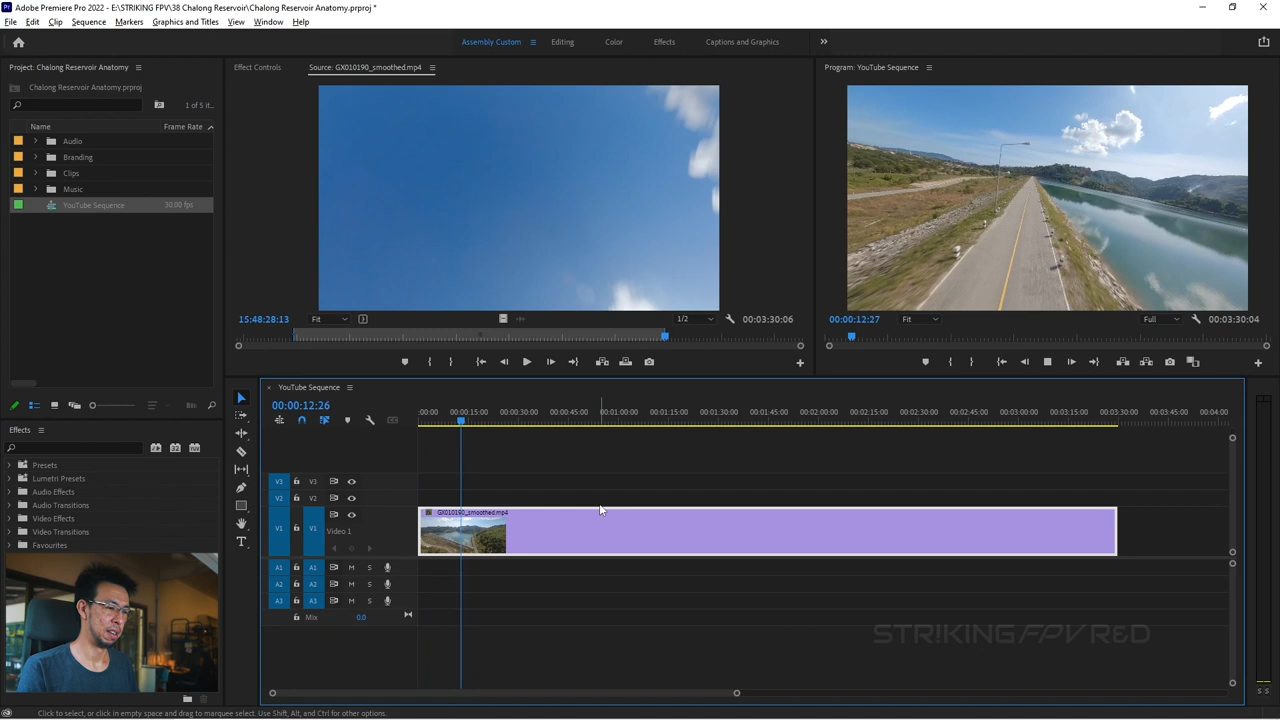 Adobe Premiere Pro 2022 - E:\STRIKING FPV\38 Chalong Reservoir\Chalong Reservoir Anatomy.prproj *
File Edit Clip Sequence Markers Graphics and Titles View Window Help
Assembly Custom Editing Color Effects Captions and Graphics
Project: Chalong Reservoir Anatomy
Chalong Reservoir Anatomy.prproj
1 of 5 it...
Name Frame Rate
Audio
Branding
Clips
Music
YouTube Sequence 30.00 fps
Effect Controls Source: GX010190_smoothed.mp4
15:48:28:13 Fit 1/2 00:03:30:06
Program: YouTube Sequence
00:00:12:27 Fit Full 00:03:30:04
Effects
Presets
Lumetri Presets
Audio Effects
Audio Transitions
Video Effects
Video Transitions
Favourites
YouTube Sequence
00:00:12:26
:00:00 00:00:15:00 00:00:30:00 00:00:45:00 00:01:00:00 00:01:15:00 00:01:30:00 00:01:45:00 00:02:00:00 00:02:15:00 00:02:30:00 00:02:45:00 00:03:00:00 00:03:15:00 00:03:30:00 00:03:45:00 00:04:00
V3 V3
V2 V2
V1 V1 Video 1
GX010190_smoothed.mp4
A1 A1 M S
A2 A2 M S
A3 A3 M S
Mix 0.0
STRIKING FPV RED
S S
Click to select, or click in empty space and drag to marquee select. Use Shift, Alt, and Ctrl for other options.